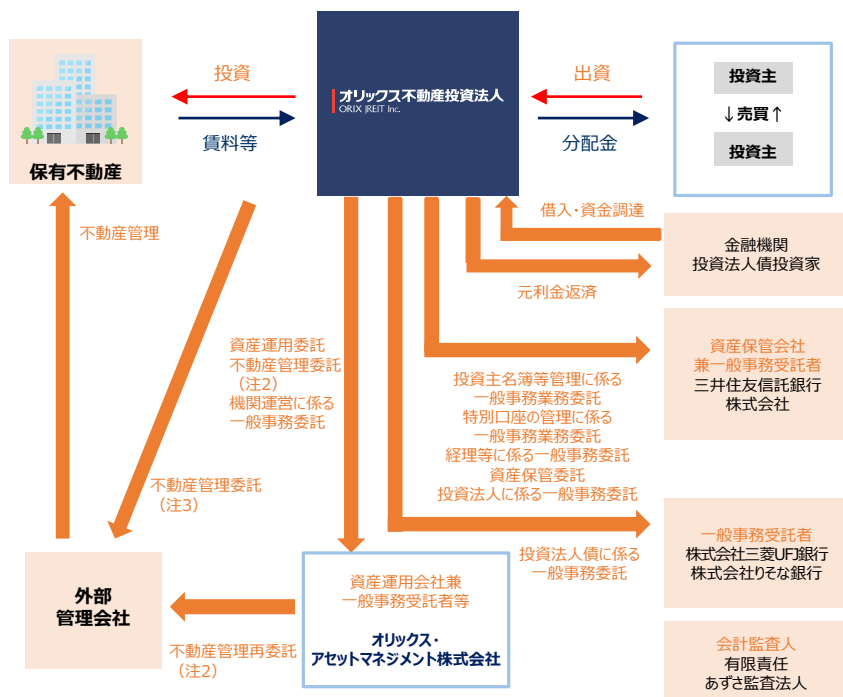 投資
賃料等
オリックス不動産投資法人
ORIX JREIT Inc.
出資
分配金
投資主
↓売買↑
投資主
保有不動産
不動産管理
借入・資金調達
元利金返済
金融機関
投資法人債投資家
資産運用委託
不動産管理委託
（注2）
機関運営に係る
一般事務委託
不動産管理委託
（注3）
投資主名簿等管理に係る
一般事務業務委託
特別口座の管理に係る
一般事務業務委託
経理等に係る一般事務委託
資産保管委託
投資法人に係る一般事務委託
資産保管会社
兼一般事務受託者
三井住友信託銀行
株式会社
投資法人債に係る
一般事務委託
一般事務受託者
株式会社三菱UFJ銀行
株式会社りそな銀行
外部
管理会社
不動産管理再委託
（注2）
資産運用会社兼
一般事務受託者等
オリックス・
アセットマネジメント株式会社
会計監査人
有限責任
あずさ監査法人